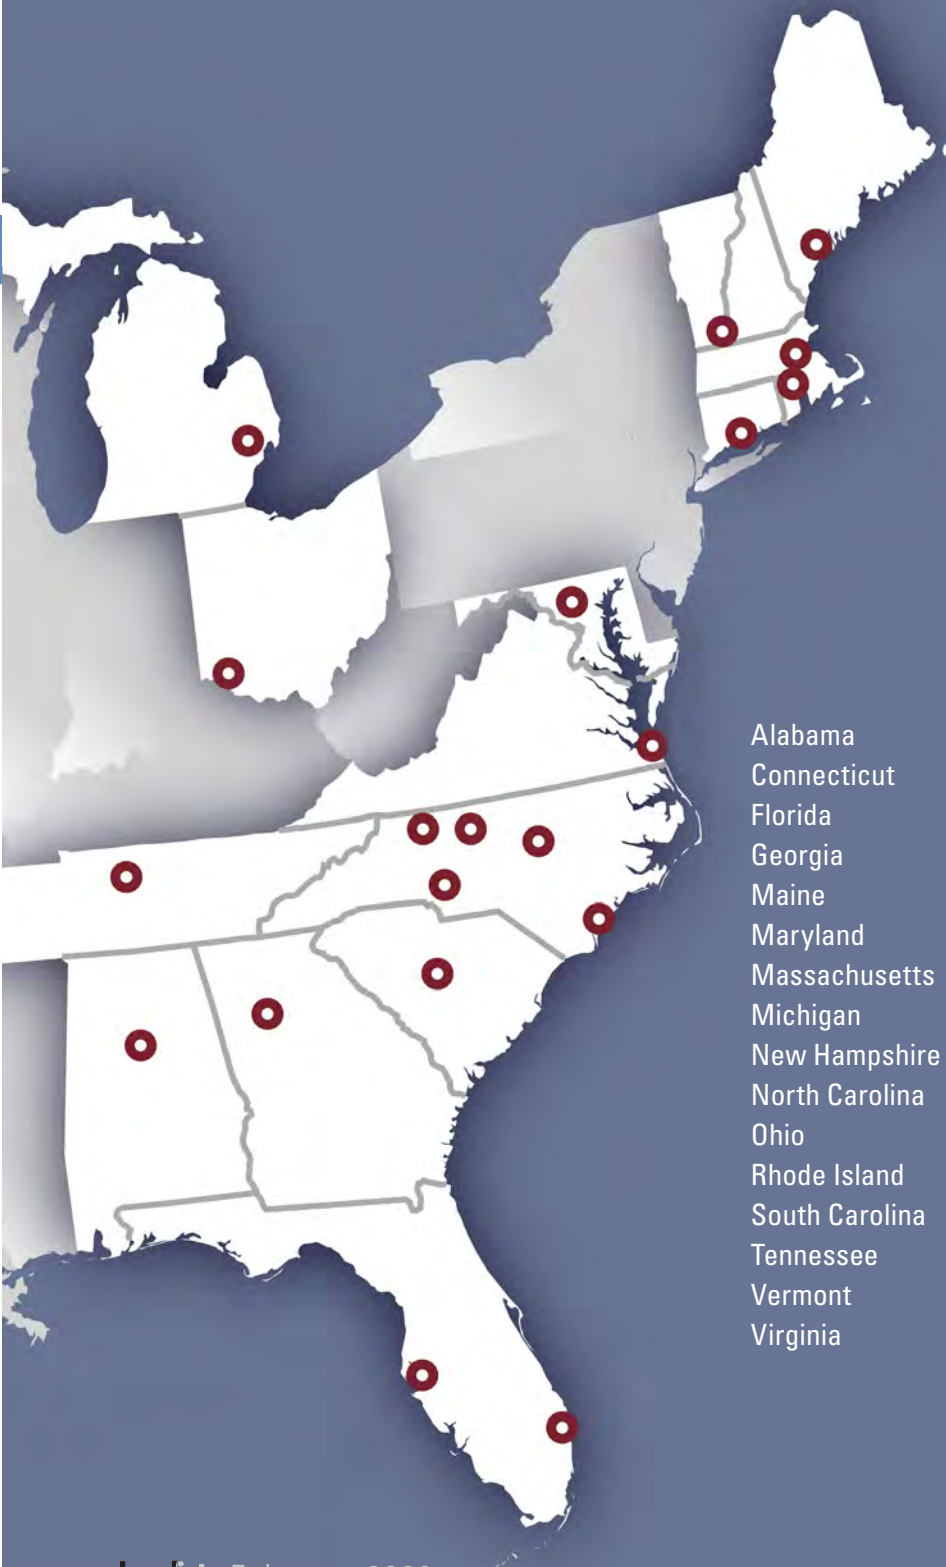 Alabama
Connecticut
Florida
Georgia
Maine
Maryland
Massachusetts
Michigan
New Hampshire
North Carolina
Ohio
Rhode Island
South Carolina
Tennessee
Vermont
Virginia